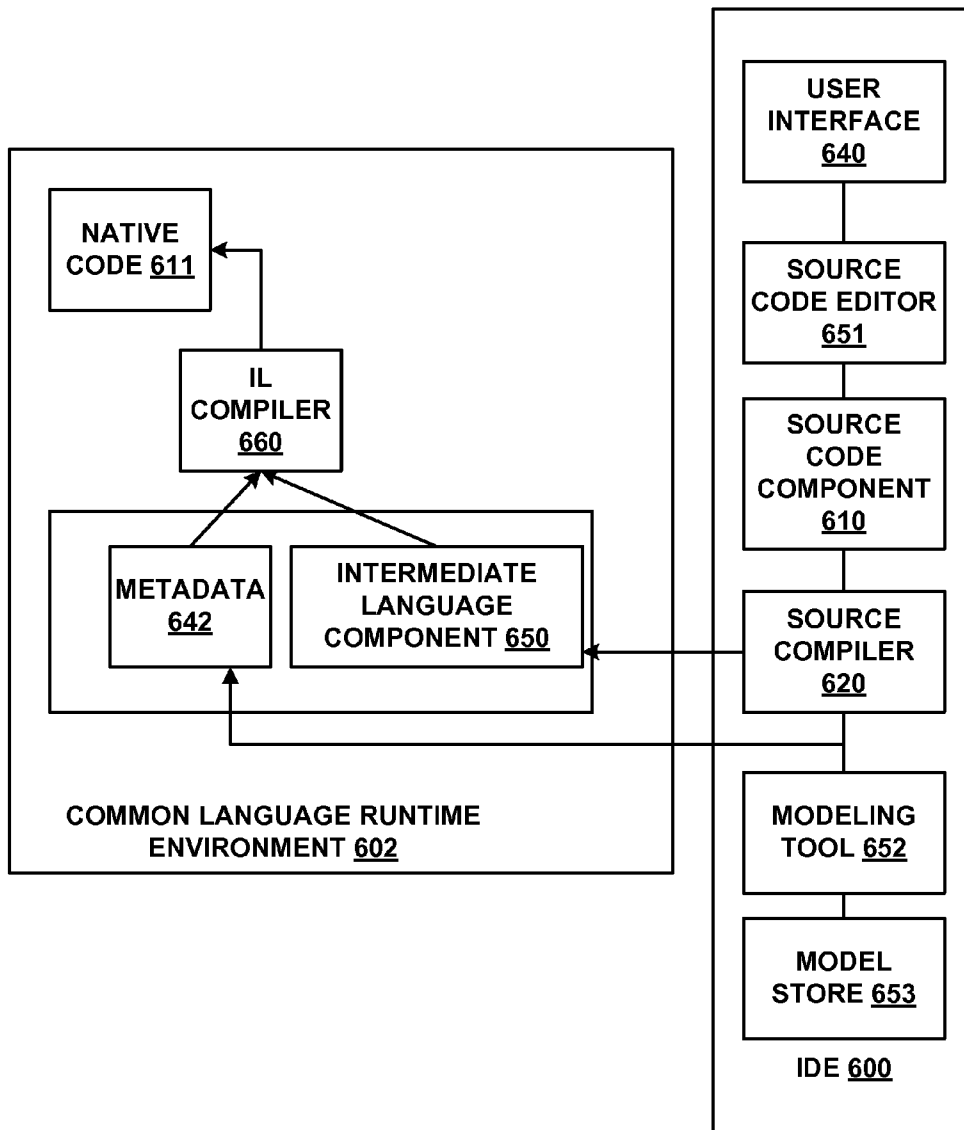 USER
INTERFACE
640
NATIVE
CODE 611
SOURCE
CODE EDITOR
651
IL
COMPILER
660
SOURCE
CODE
COMPONENT
610
METADATA
642
INTERMEDIATE
LANGUAGE
COMPONENT 650
SOURCE
COMPILER
620
COMMON LANGUAGE RUNTIME
ENVIRONMENT 602
MODELING
TOOL 652
MODEL
STORE 653
IDE 600